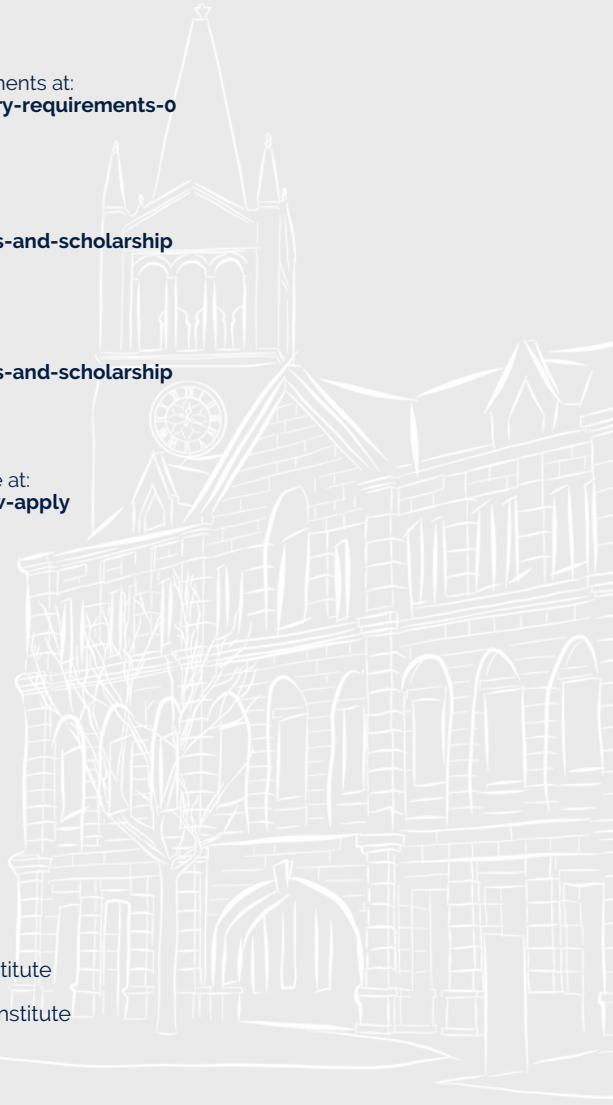 ments at:
ry-requirements-0
s-and-scholarship
s-and-scholarship
e at:
v-apply
titute
nstitute